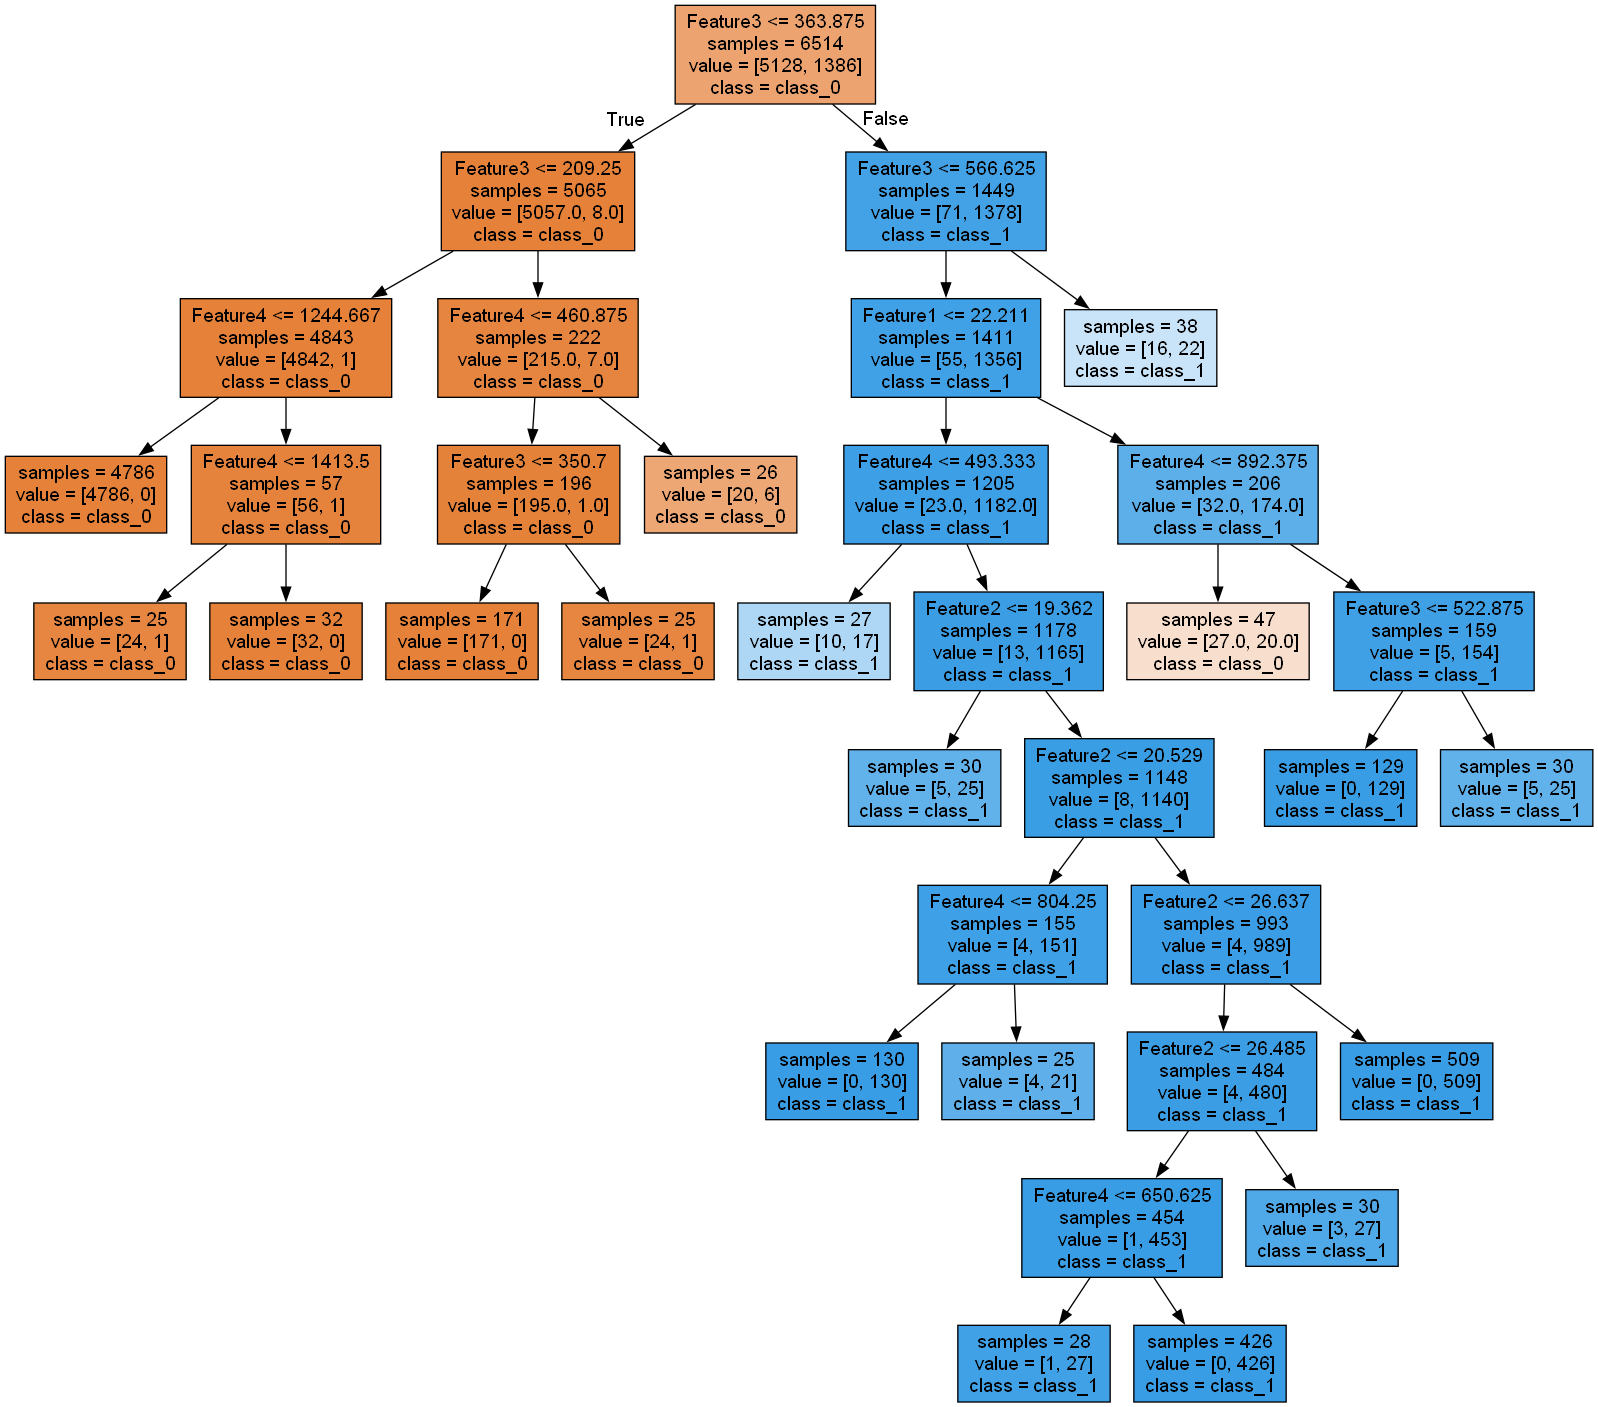 Feature3 <= 363.875
samples = 6514
value = [5128, 1386]
class = class_0
True
False
Feature3 <= 209.25
samples = 5065
value = [5057.0, 8.0]
class = class_0
Feature3 <= 566.625
samples = 1449
value = [71, 1378]
class = class_1
Feature4 <= 1244.667
samples = 4843
value = [4842, 1]
class = class_0
Feature4 <= 460.875
samples = 222
value = [215.0, 7.0]
class = class_0
Feature1 <= 22.211
samples = 1411
value = [55, 1356]
class = class_1
samples = 38
value = [16, 22]
class = class_1
samples = 4786
value = [4786, 0]
class = class_0
Feature4 <= 1413.5
samples = 57
value = [56, 1]
class = class_0
Feature3 <= 350.7
samples = 196
value = [195.0, 1.0]
class = class_0
samples = 26
value = [20, 6]
class = class_0
Feature4 <= 493.333
samples = 1205
value = [23.0, 1182.0]
class = class_1
Feature4 <= 892.375
samples = 206
value = [32.0, 174.0]
class = class_1
samples = 25
value = [24, 1]
class = class_0
samples = 32
value = [32, 0]
class = class_0
samples = 171
value = [171, 0]
class = class_0
samples = 25
value = [24, 1]
class = class_0
samples = 27
value = [10, 17]
class = class_1
Feature2 <= 19.362
samples = 1178
value = [13, 1165]
class = class_1
samples = 47
value = [27.0, 20.0]
class = class_0
Feature3 <= 522.875
samples = 159
value = [5, 154]
class = class_1
samples = 30
value = [5, 25]
class = class_1
Feature2 <= 20.529
samples = 1148
value = [8, 1140]
class = class_1
samples = 129
value = [0, 129]
class = class_1
samples = 30
value = [5, 25]
class = class_1
Feature4 <= 804.25
samples = 155
value = [4, 151]
class = class_1
Feature2 <= 26.637
samples = 993
value = [4, 989]
class = class_1
samples = 130
value = [0, 130]
class = class_1
samples = 25
value = [4, 21]
class = class_1
Feature2 <= 26.485
samples = 484
value = [4, 480]
class = class_1
samples = 509
value = [0, 509]
class = class_1
Feature4 <= 650.625
samples = 454
value = [1, 453]
class = class_1
samples = 30
value = [3, 27]
class = class_1
samples = 28
value = [1, 27]
class = class_1
samples = 426
value = [0, 426]
class = class_1